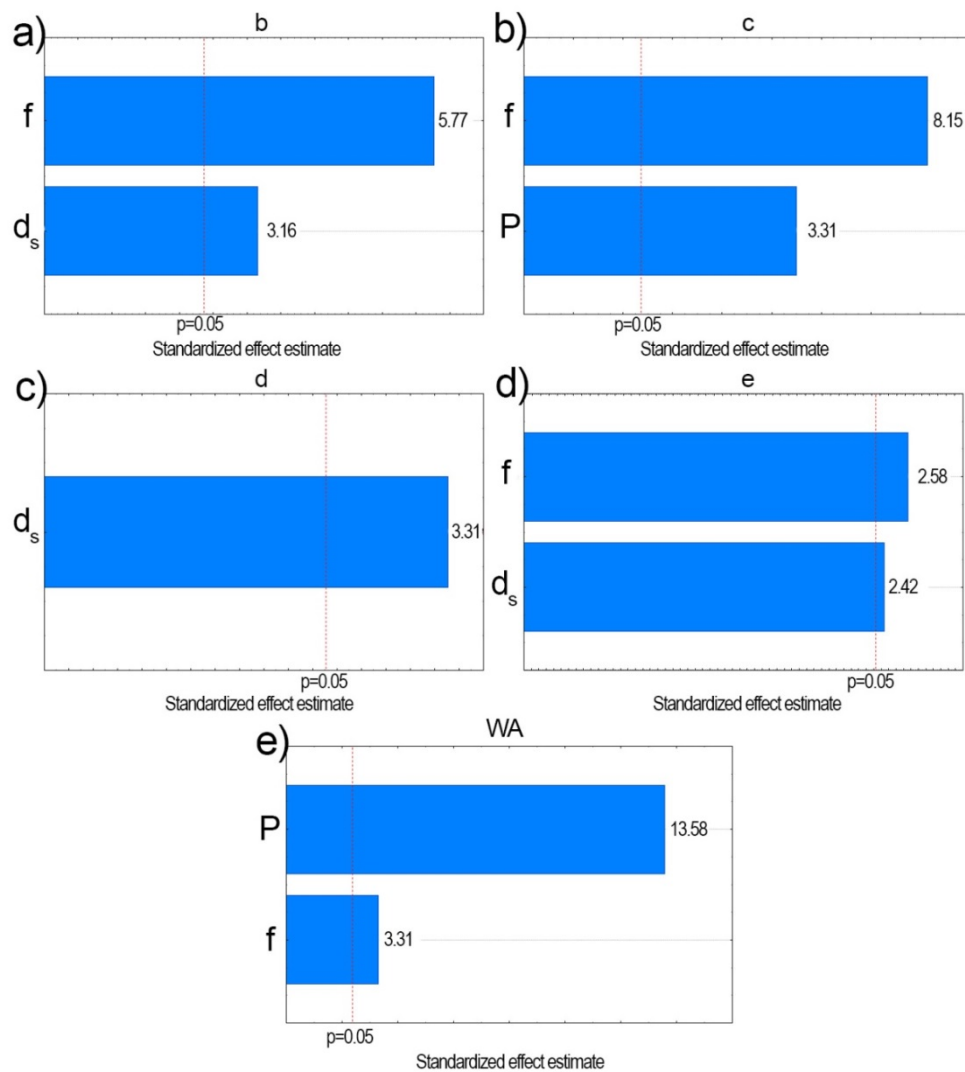 a)
b
f
5.77
dₛ
3.16
p=0.05
Standardized effect estimate
b)
c
f
8.15
P
3.31
p=0.05
Standardized effect estimate
c)
d
dₛ
3.31
p=0.05
Standardized effect estimate
d)
e
f
2.58
dₛ
2.42
p=0.05
Standardized effect estimate
e)
WA
P
13.58
f
3.31
p=0.05
Standardized effect estimate